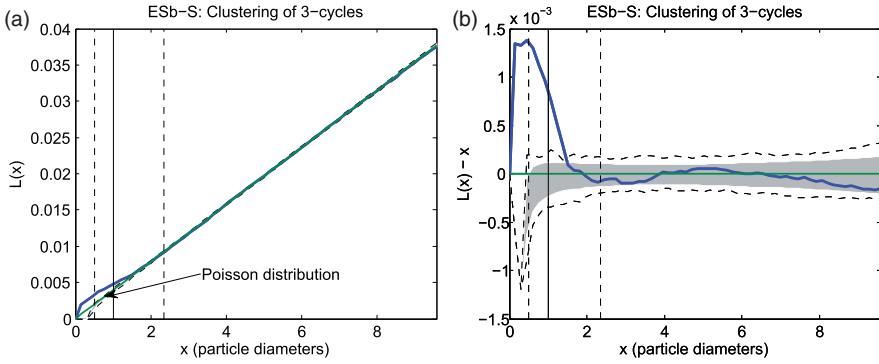 (a)
ESb−S: Clustering of 3−cycles
0.04
0.035
0.03
0.025
0.02
0.015
0.01
0.005
0
L(x)
Poisson distribution
0 2 4 6 8
x (particle diameters)
(b)
ESb−S: Clustering of 3−cycles
x 10⁻³
1.5
1
0.5
0
−0.5
−1
−1.5
L(x) − x
0 2 4 6 8
x (particle diameters)